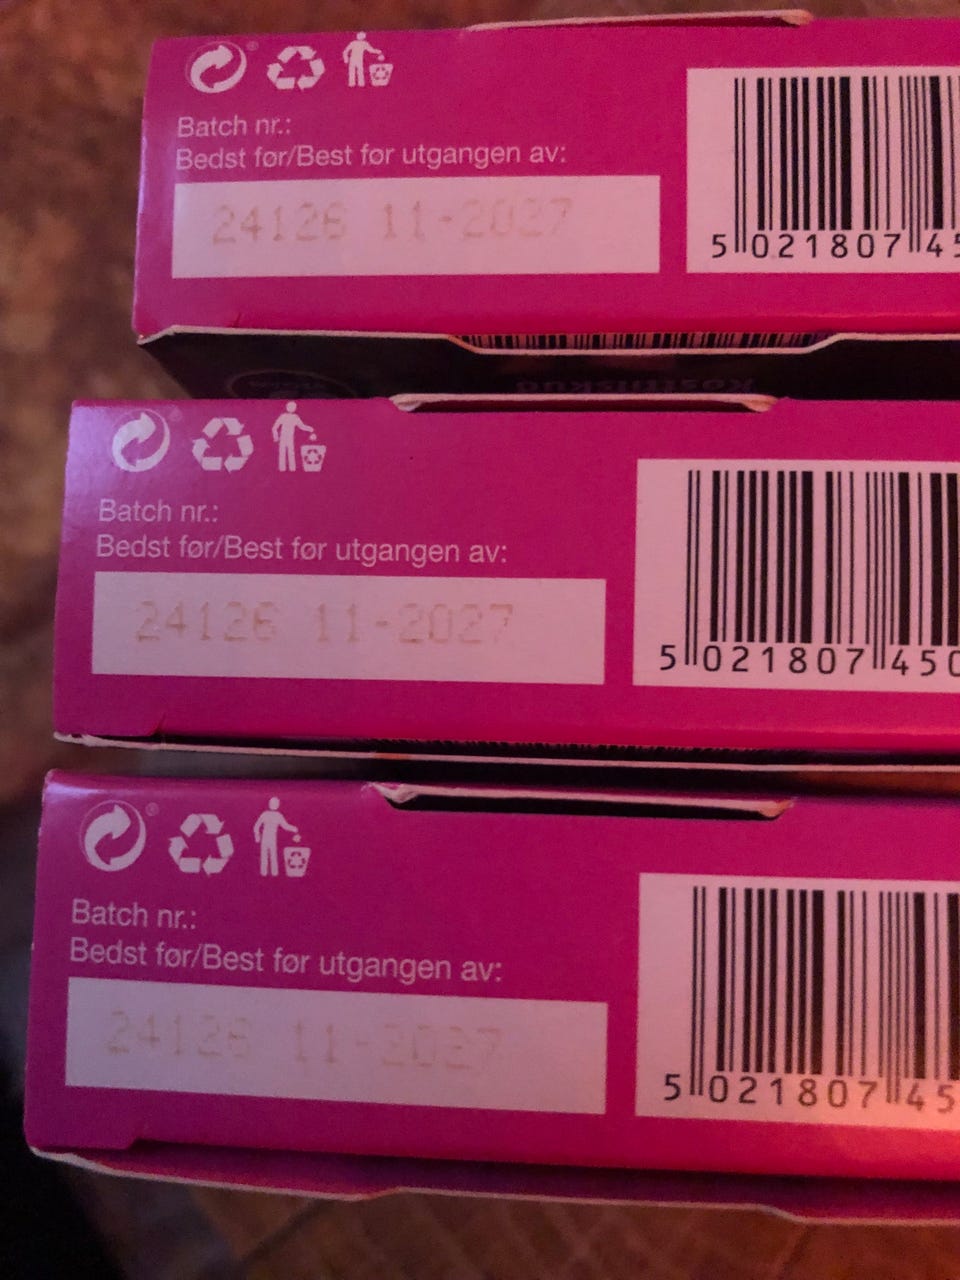 Batch nr.:
Bedst før/Best før utgangen av:
24126 11-2027
5 021807 45
Kosttilskud
Batch nr.:
Bedst før/Best før utgangen av:
24126 11-2027
5 021807 450
Batch nr.:
Bedst før/Best før utgangen av:
24126 11-2027
5 021807 45